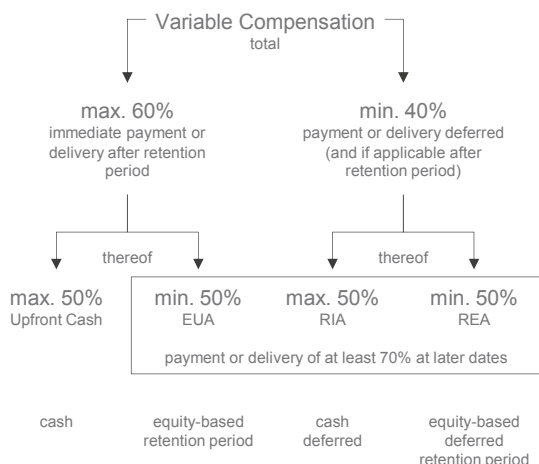 Variable Compensation
total
max. 60%
immediate payment or
delivery after retention
period
min. 40%
payment or delivery deferred
(and if applicable after
retention period)
thereof
thereof
max. 50%
Upfront Cash
min. 50%
EUA
max. 50%
RIA
min. 50%
REA
payment or delivery of at least 70% at later dates
cash
equity-based
retention period
cash
deferred
equity-based
deferred
retention period